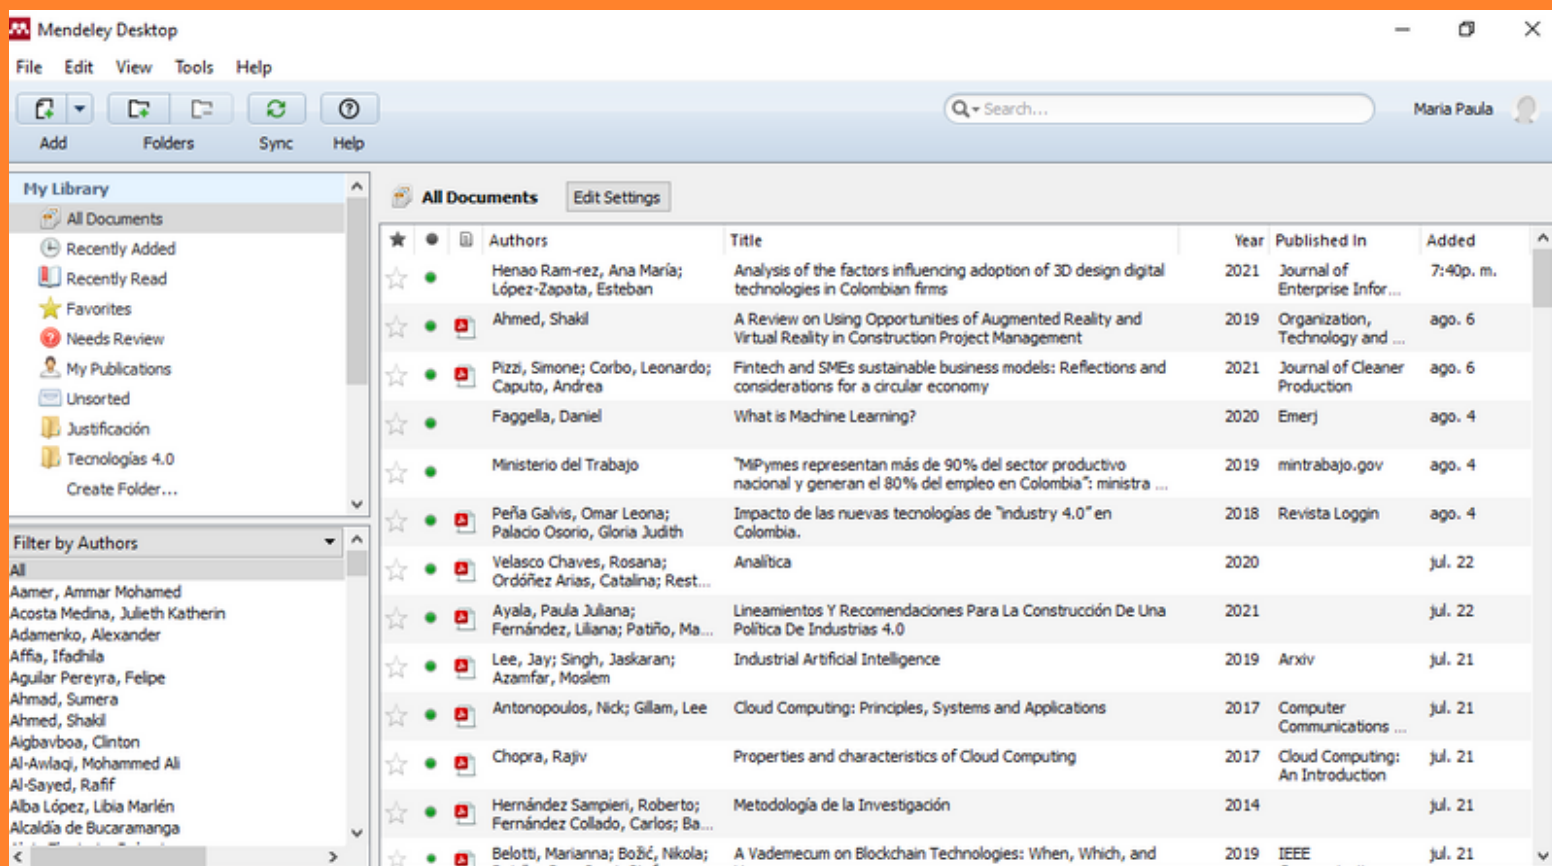 Mendeley Desktop
File Edit View Tools Help
Search...
Maria Paula
Add Folders Sync Help
My Library
All Documents
Recently Added
Recently Read
Favorites
Needs Review
My Publications
Unsorted
Justificación
Tecnologías 4.0
Create Folder...
Filter by Authors
All
Aamer, Ammar Mohamed
Acosta Medina, Julieth Katherin
Adamenko, Alexander
Affia, Ifadhila
Aguilar Pereyra, Felipe
Ahmad, Sumera
Ahmed, Shakil
Aigbavboa, Clinton
Al-Awlaqi, Mohammed Ali
Al-Sayed, Rafif
Alba López, Libia Marlén
Alcaldía de Bucaramanga
All Documents Edit Settings
Authors Title Year Published In Added
Henao Ram-rez, Ana María; Analysis of the factors influencing adoption of 3D design digital 2021 Journal of 7:40p. m.
López-Zapata, Esteban technologies in Colombian firms Enterprise Infor...
Ahmed, Shakil A Review on Using Opportunities of Augmented Reality and 2019 Organization, ago. 6
Virtual Reality in Construction Project Management Technology and ...
Pizzi, Simone; Corbo, Leonardo; Fintech and SMEs sustainable business models: Reflections and 2021 Journal of Cleaner ago. 6
Caputo, Andrea considerations for a circular economy Production
Faggella, Daniel What is Machine Learning? 2020 Emerj ago. 4
Ministerio del Trabajo "MiPymes representan más de 90% del sector productivo 2019 mintrabajo.gov ago. 4
nacional y generan el 80% del empleo en Colombia": ministra ...
Peña Galvis, Omar Leona; Impacto de las nuevas tecnologías de "industry 4.0" en 2018 Revista Loggin ago. 4
Palacio Osorio, Gloria Judith Colombia.
Velasco Chaves, Rosana; Analítica 2020 jul. 22
Ordóñez Arias, Catalina; Rest...
Ayala, Paula Juliana; Lineamientos Y Recomendaciones Para La Construcción De Una 2021 jul. 22
Fernández, Liliana; Patiño, Ma... Política De Industrias 4.0
Lee, Jay; Singh, Jaskaran; Industrial Artificial Intelligence 2019 Arxiv jul. 21
Azamfar, Moslem
Antonopoulos, Nick; Gillam, Lee Cloud Computing: Principles, Systems and Applications 2017 Computer jul. 21
Communications ...
Chopra, Rajiv Properties and characteristics of Cloud Computing 2017 Cloud Computing: jul. 21
An Introduction
Hernández Sampieri, Roberto; Metodología de la Investigación 2014 jul. 21
Fernández Collado, Carlos; Ba...
Belotti, Marianna; Božić, Nikola; A Vademecum on Blockchain Technologies: When, Which, and 2019 IEEE jul. 21